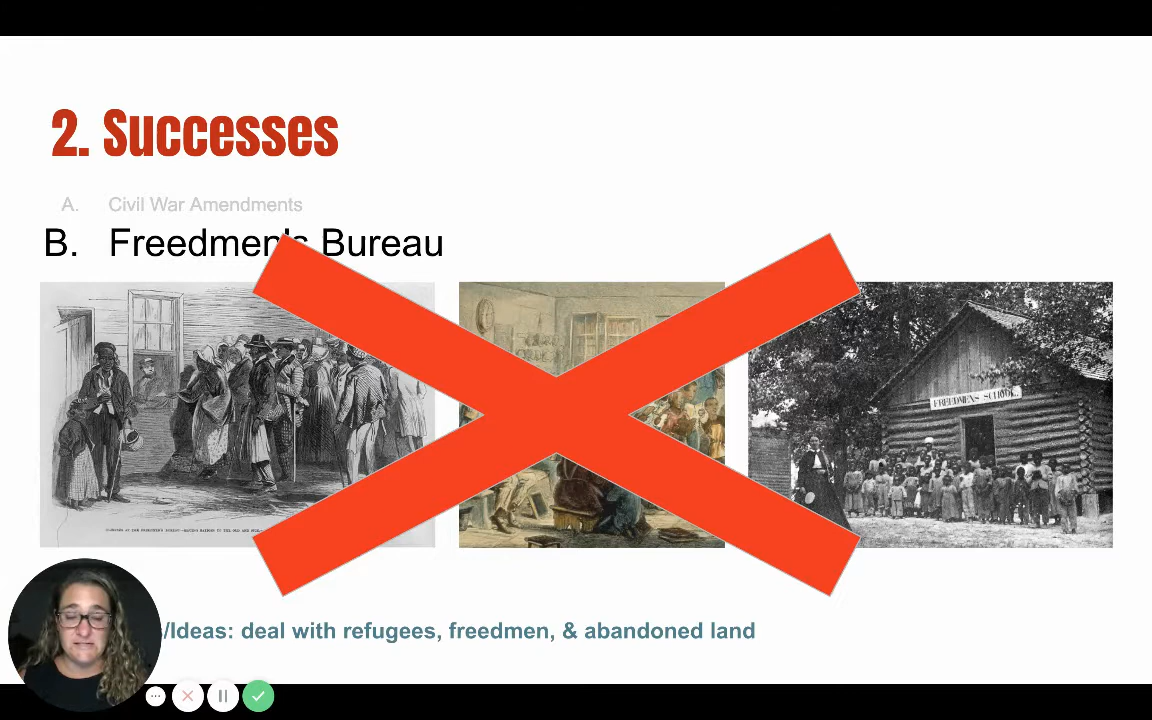 2. Successes
A. Civil War Amendments
B. Freedmen's Bureau
FREEDMENS SCHOOL.
/Ideas: deal with refugees, freedmen, & abandoned land